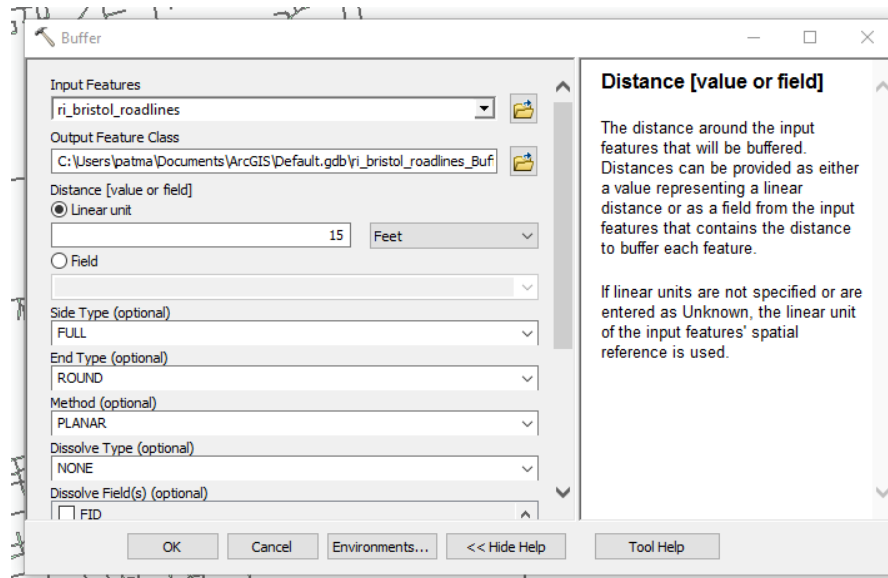 Buffer
Input Features
ri_bristol_roadlines
Output Feature Class
C:\Users\patma\Documents\ArcGIS\Default.gdb\ri_bristol_roadlines_Buf
Distance [value or field]
Linear unit
15 Feet
Field
Side Type (optional)
FULL
End Type (optional)
ROUND
Method (optional)
PLANAR
Dissolve Type (optional)
NONE
Dissolve Field(s) (optional)
FID
Distance [value or field]
The distance around the input
features that will be buffered.
Distances can be provided as either
a value representing a linear
distance or as a field from the input
features that contains the distance
to buffer each feature.
If linear units are not specified or are
entered as Unknown, the linear unit
of the input features' spatial
reference is used.
OK Cancel Environments... << Hide Help Tool Help